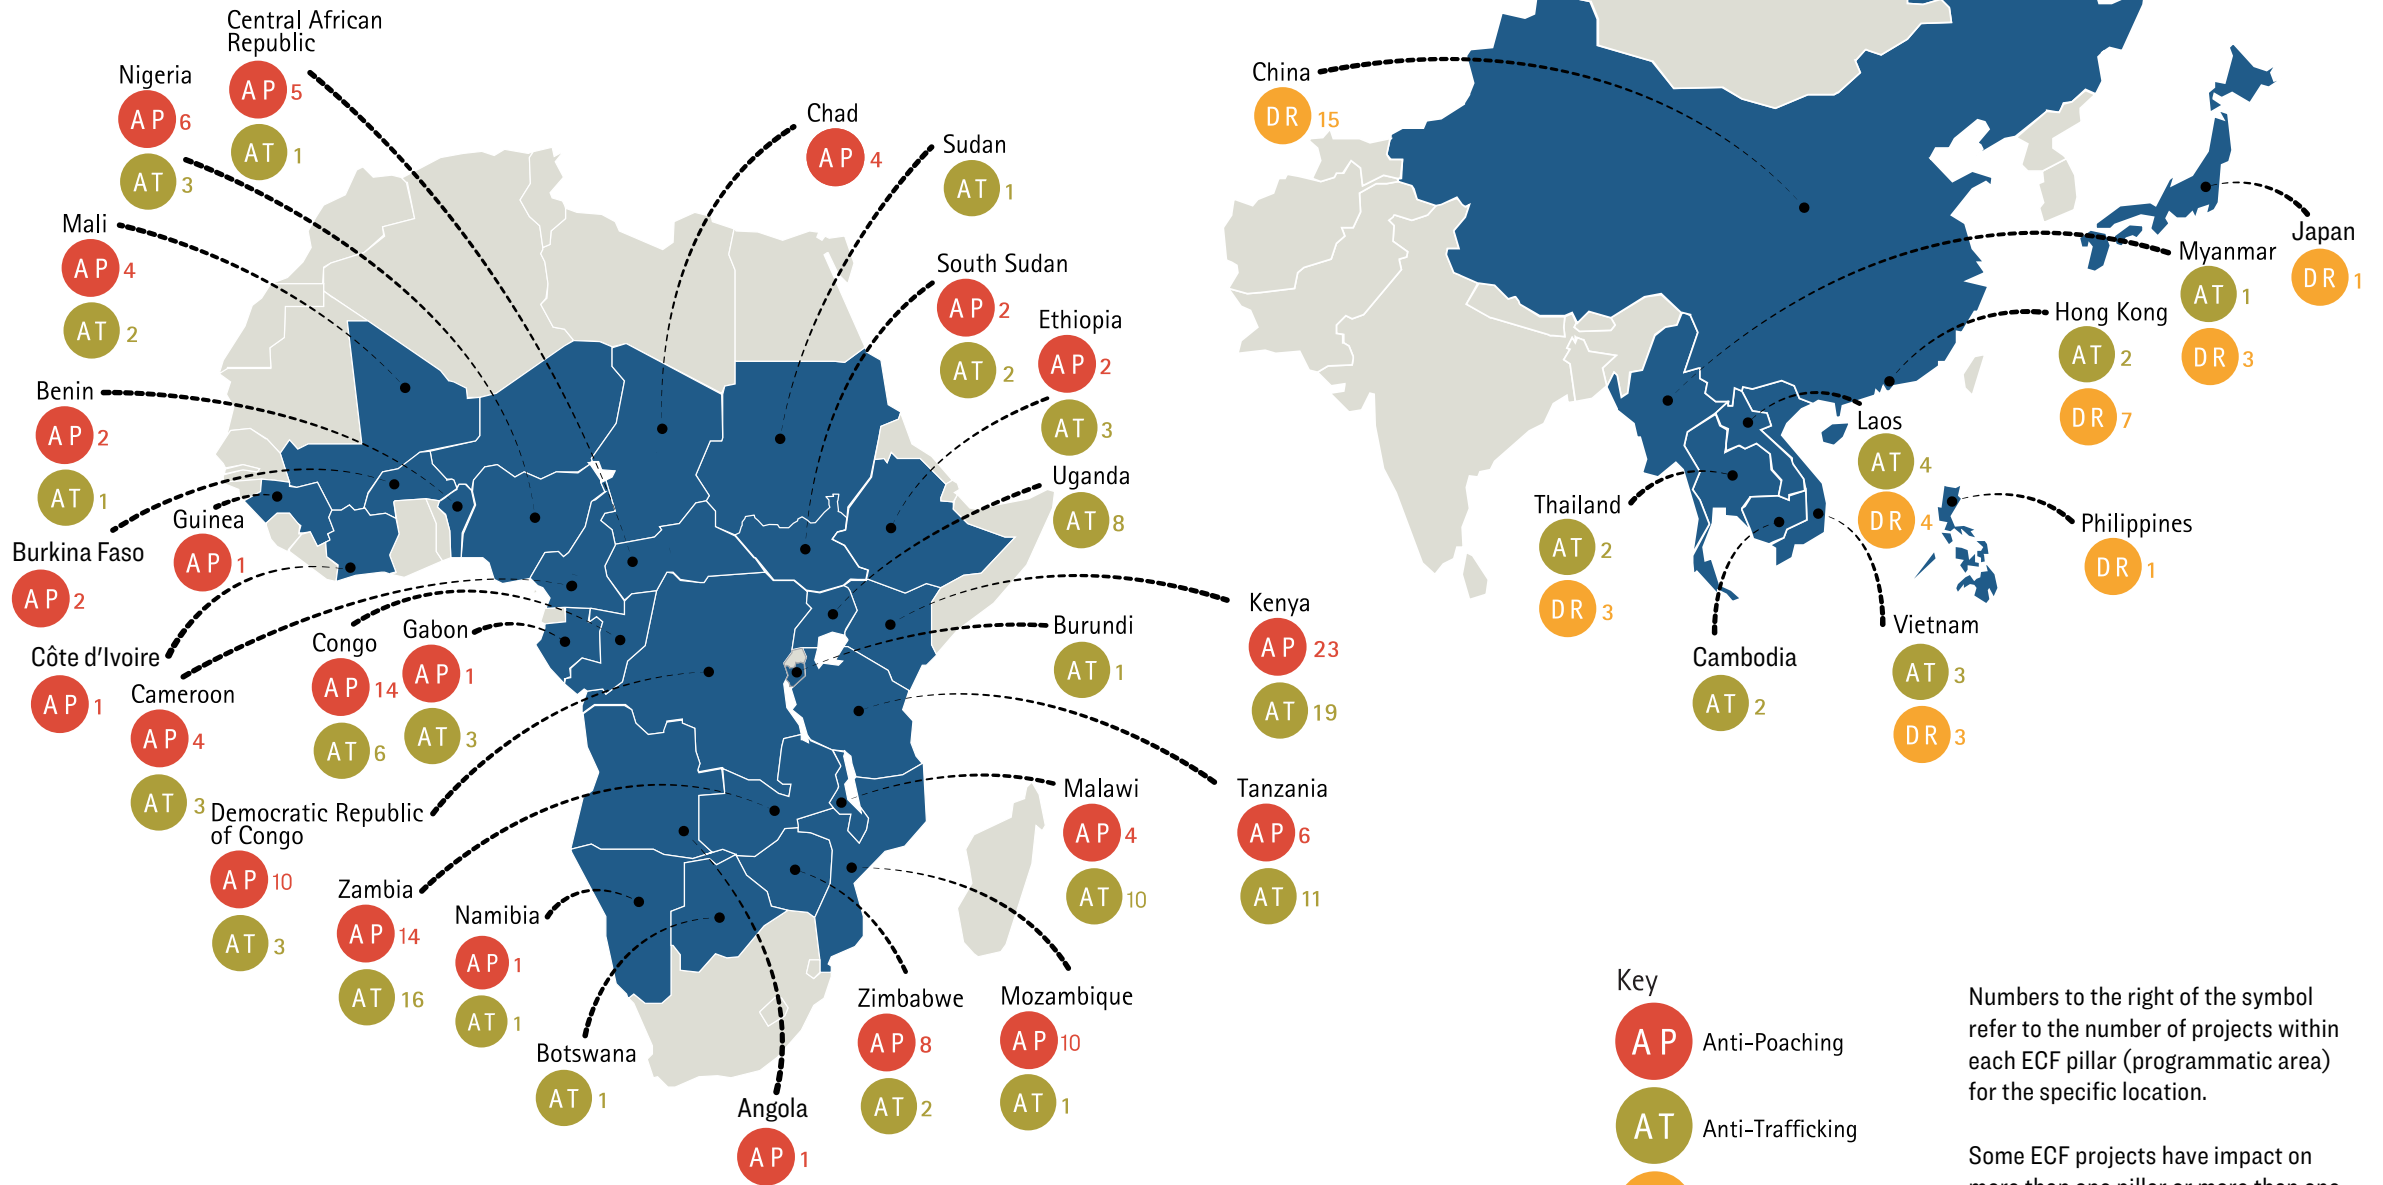 Central African
Republic
AP 5
AT 1
Nigeria
AP 6
AT 3
Mali
AP 4
AT 2
Benin
AP 2
AT 1
Burkina Faso
AP 2
Guinea
AP 1
Côte d'Ivoire
AP 1
Cameroon
AP 4
AT 3
Congo
AP 14
AT 6
Gabon
AP 1
AT 3
Democratic Republic
of Congo
AP 10
AT 3
Zambia
AP 14
AT 16
Namibia
AP 1
AT 1
Botswana
AT 1
Angola
AP 1
Zimbabwe
AP 8
AT 2
Mozambique
AP 10
AT 1
Chad
AP 4
Sudan
AT 1
South Sudan
AP 2
AT 2
Ethiopia
AP 2
AT 3
Uganda
AT 8
Kenya
AP 23
AT 19
Burundi
AT 1
Malawi
AP 4
AT 10
Tanzania
AP 6
AT 11
China
DR 15
Japan
DR 1
Myanmar
AT 1
DR 3
Hong Kong
AT 2
DR 7
Laos
AT 4
DR 4
Thailand
AT 2
DR 3
Philippines
DR 1
Cambodia
AT 2
Vietnam
AT 3
DR 3
Key
AP Anti-Poaching
AT Anti-Trafficking
Numbers to the right of the symbol
refer to the number of projects within
each ECF pillar (programmatic area)
for the specific location.
Some ECF projects have impact on
more than one pillar or more than one